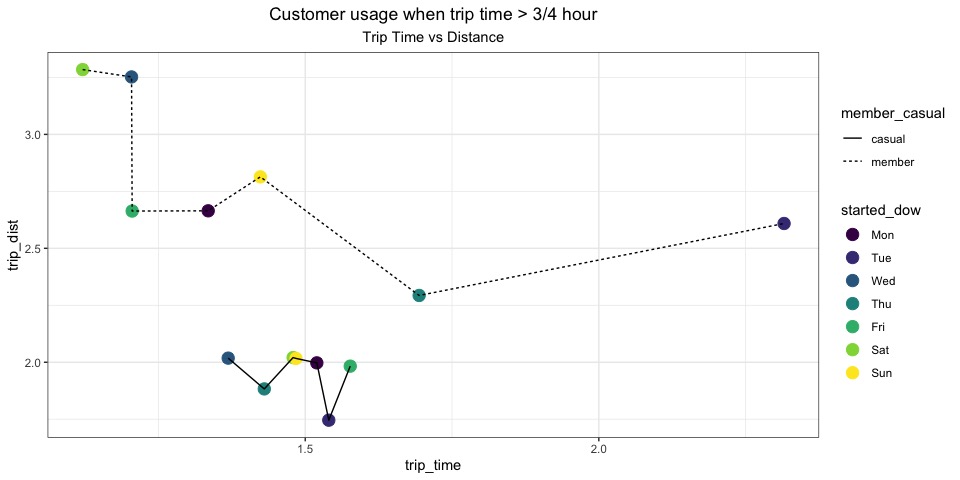 Customer usage when trip time > 3/4 hour
Trip Time vs Distance
trip_dist
3.0
2.5
2.0
1.5
2.0
trip_time
member_casual
casual
member
started_dow
Mon
Tue
Wed
Thu
Fri
Sat
Sun